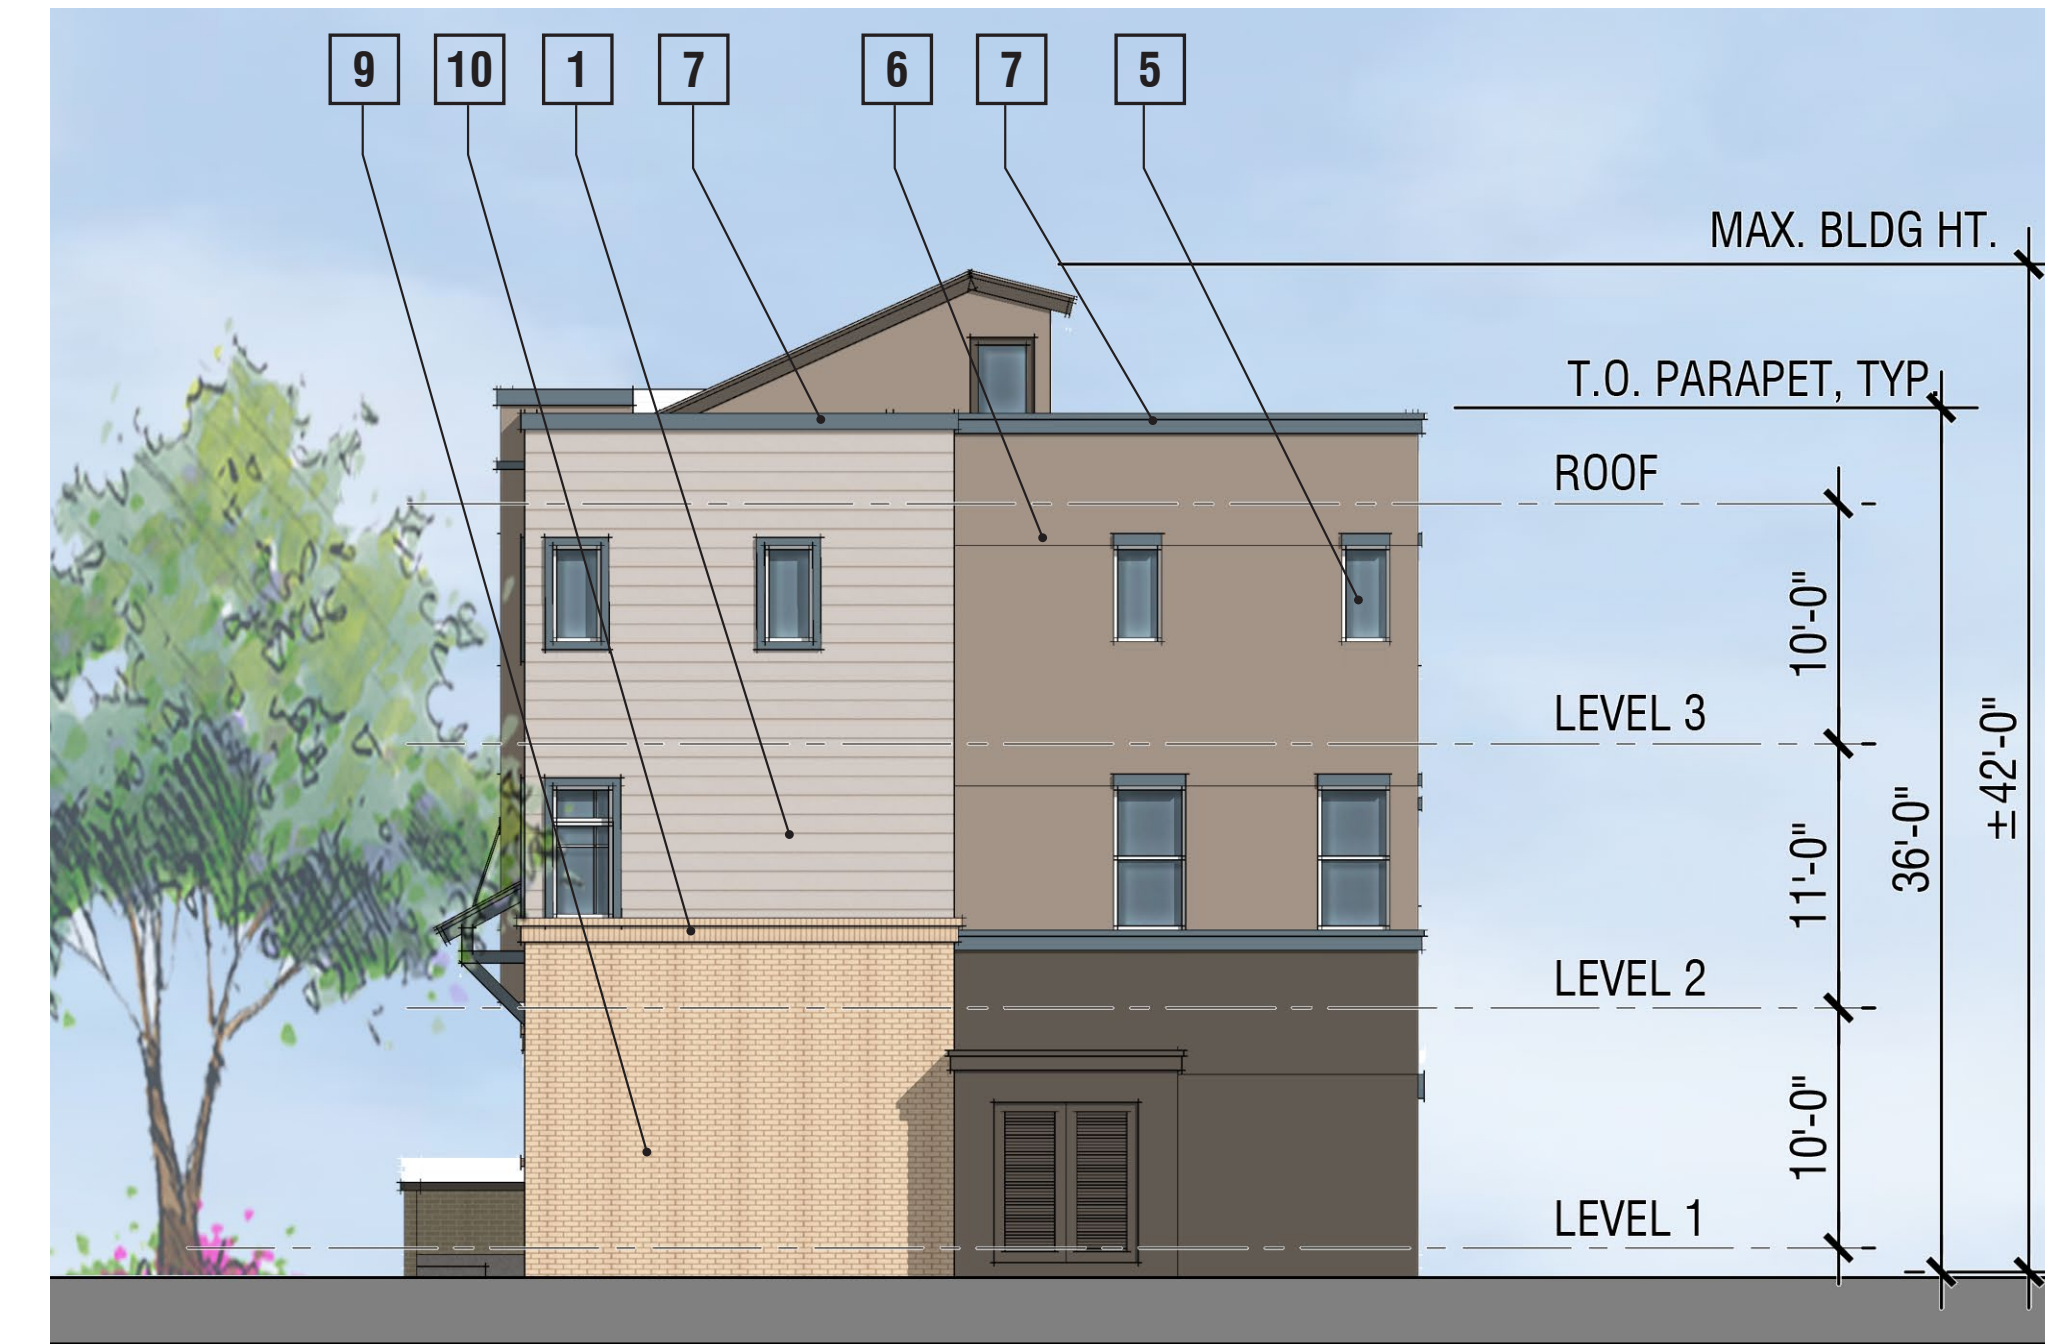 9 10 1 7 6 7 5
MAX. BLDG HT.
T.O. PARAPET, TYP.
ROOF
10'-0"
LEVEL 3
±42'-0"
36'-0"
11'-0"
LEVEL 2
10'-0"
LEVEL 1